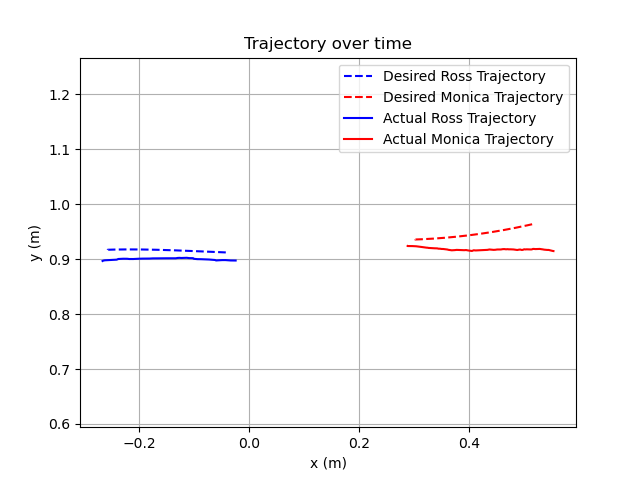 Trajectory over time
Desired Ross Trajectory
Desired Monica Trajectory
Actual Ross Trajectory
Actual Monica Trajectory
1.2
1.1
1.0
0.9
0.8
0.7
0.6
y (m)
−0.2 0.0 0.2 0.4
x (m)